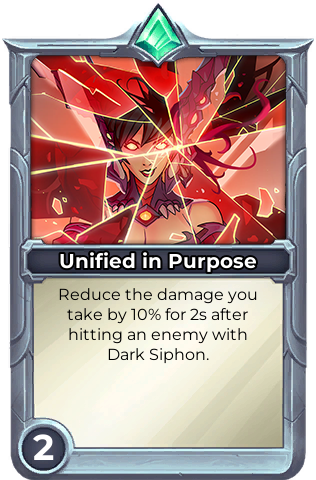 Unified in Purpose
Reduce the damage you
take by 10% for 2s after
hitting an enemy with
Dark Siphon.
2